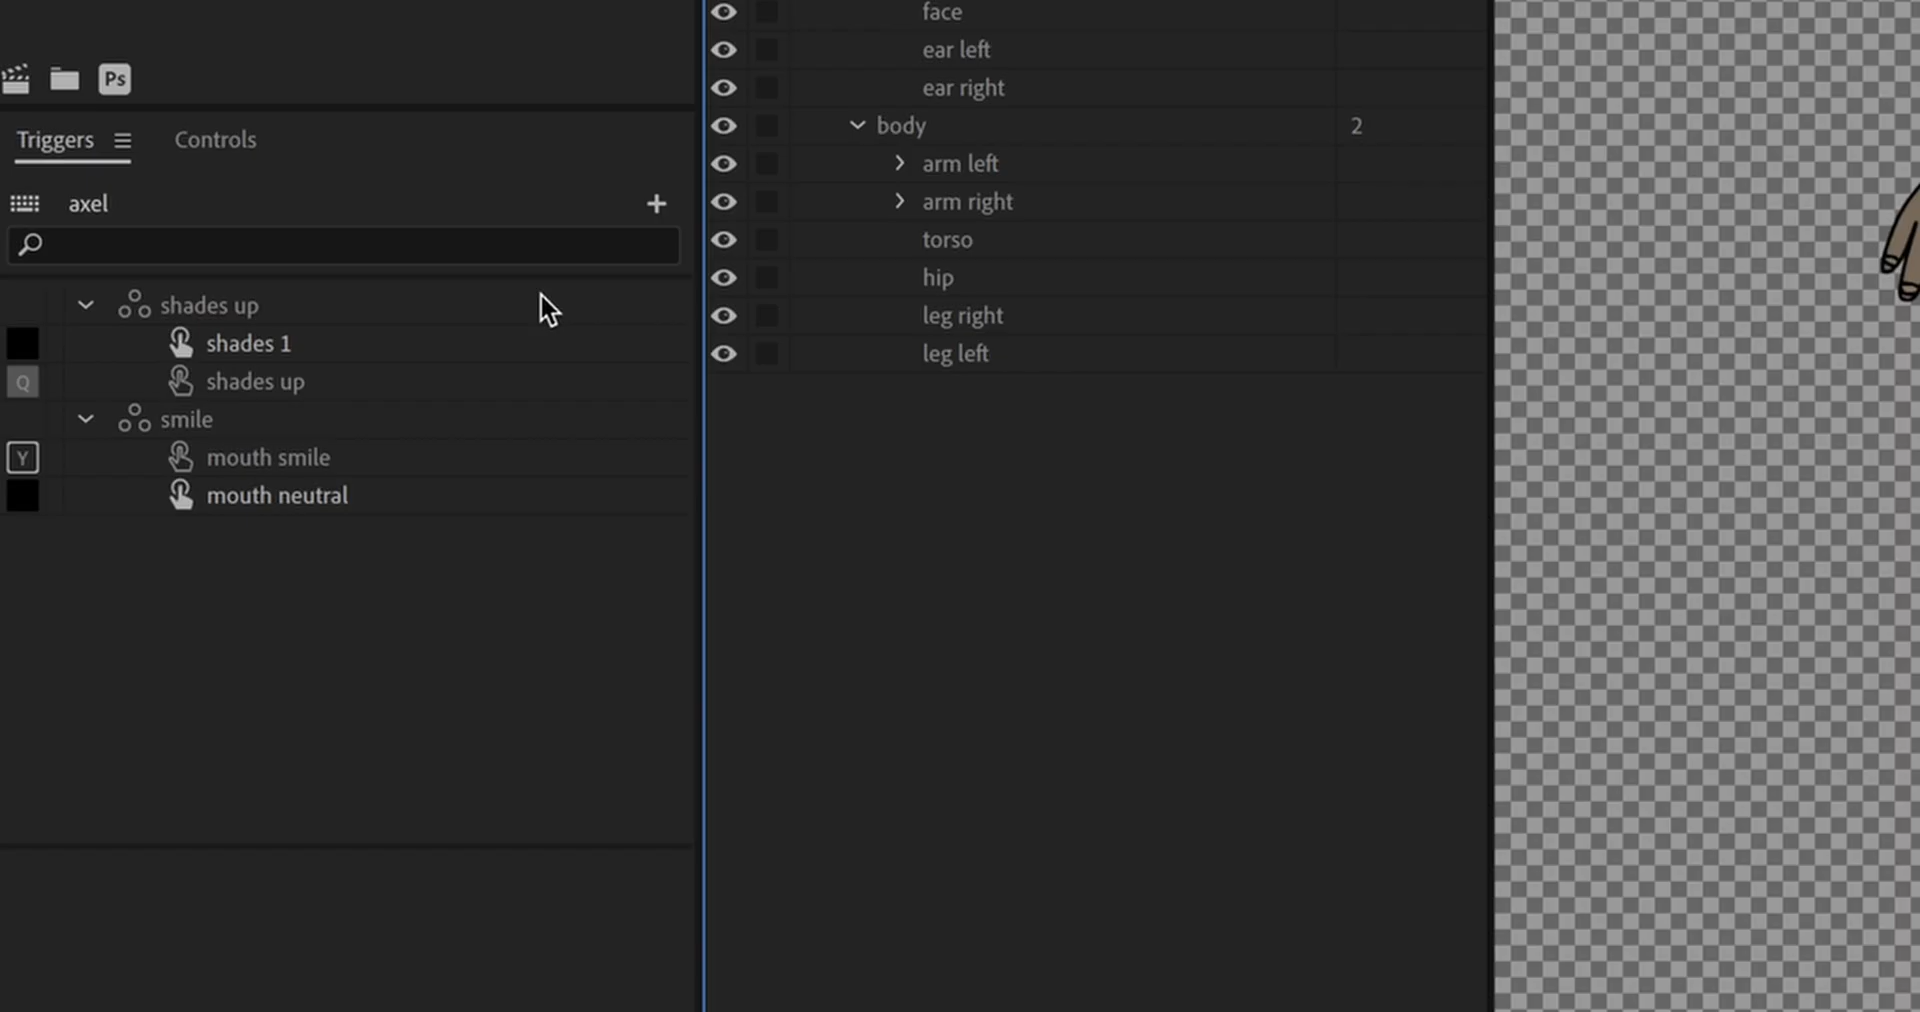 Ps
Triggers
Controls
axel
shades up
shades 1
Q
shades up
smile
Y
mouth smile
mouth neutral
face
ear left
ear right
body
2
arm left
arm right
torso
hip
leg right
leg left